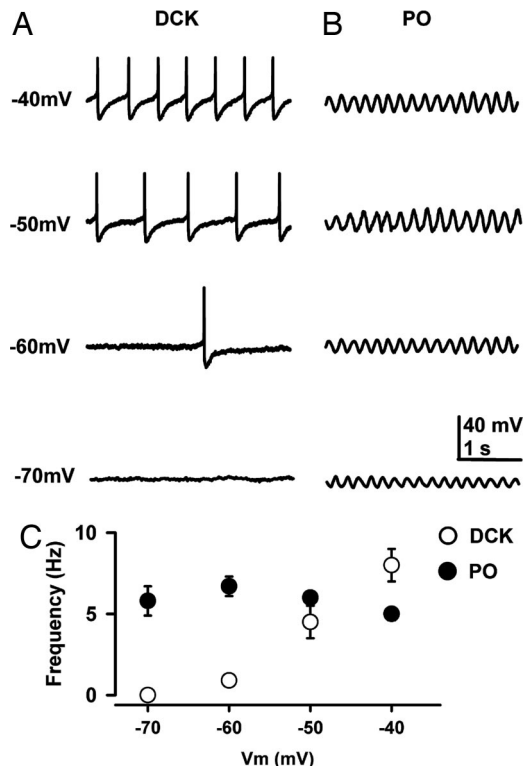 A DCK B PO
-40mV
-50mV
-60mV
40 mV
1 s
-70mV
C
10
5
0
Frequency (Hz)
DCK
PO
-70 -60 -50 -40
Vm (mV)